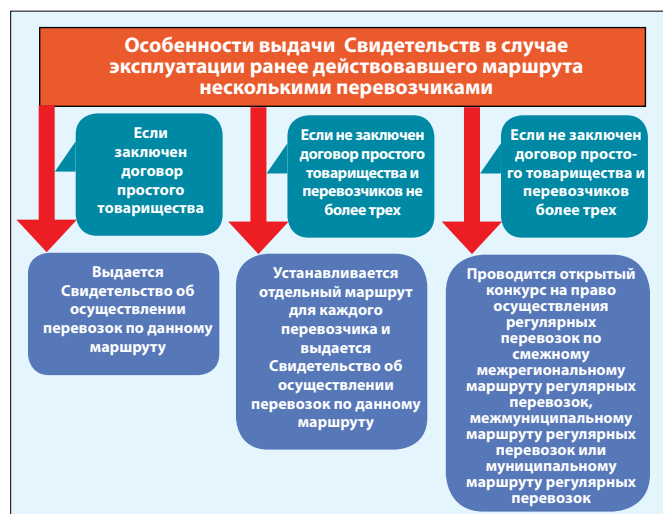 Особенности выдачи Свидетельств в случае
эксплуатации ранее действовавшего маршрута
несколькими перевозчиками
Если
заключен
договор
простого
товарищества
Если не заключен
договор простого
товарищества и
перевозчиков не
более трех
Если не заключен
договор просто-
го товарищества и
перевозчиков
более трех
Выдается
Свидетельство об
осуществлении
перевозок по данному
маршруту
Устанавливается
отдельный маршрут
для каждого
перевозчика и
выдается
Свидетельство об
осуществлении
перевозок по данному
маршруту
Проводится открытый
конкурс на право
осуществления
регулярных
перевозок по
смежному
межрегиональному
маршруту регулярных
перевозок,
межмуниципальному
маршруту регулярных
перевозок или
муниципальному
маршруту регулярных
перевозок